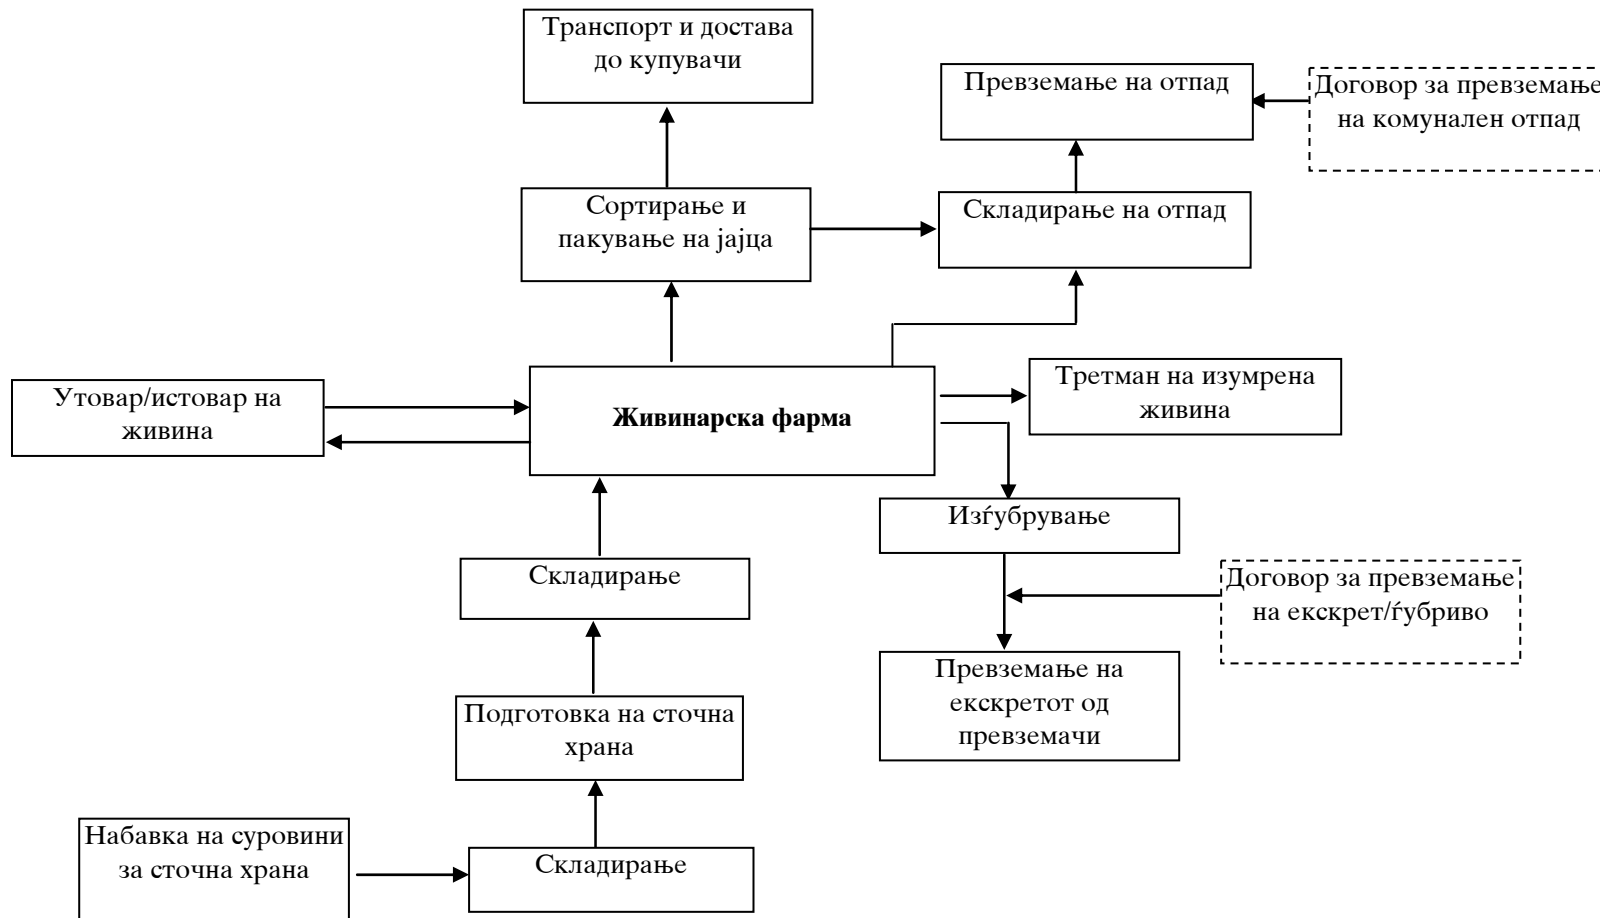 Транспорт и достава
до купувачи
Превземање на отпад
Договор за превземање
на комунален отпад
Сортирање и
пакување на јајца
Складирање на отпад
Утовар/истовар на
живина
Живинарска фарма
Третман на изумрена
живина
Изѓубрување
Складирање
Договор за превземање
на екскрет/ѓубриво
Превземање на
екскретот од
превземачи
Подготовка на сточна
храна
Набавка на суровини
за сточна храна
Складирање